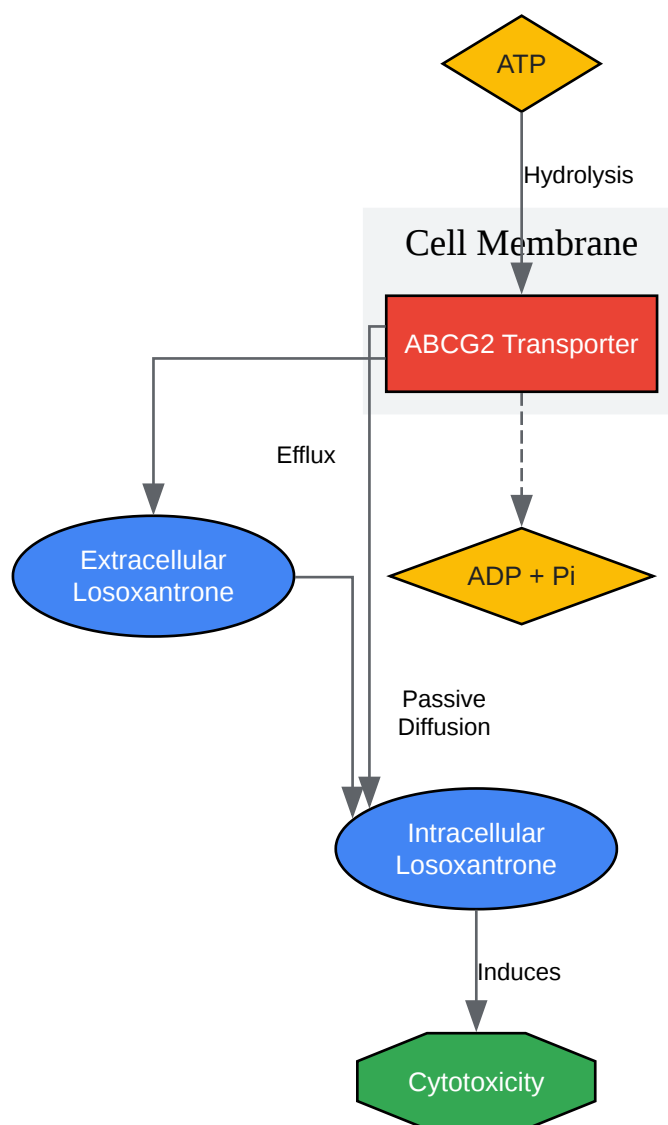 ATP
Hydrolysis
Cell Membrane
ABCG2 Transporter
Efflux
Extracellular
Losoxantrone
ADP + Pi
Passive
Diffusion
Intracellular
Losoxantrone
Induces
Cytotoxicity